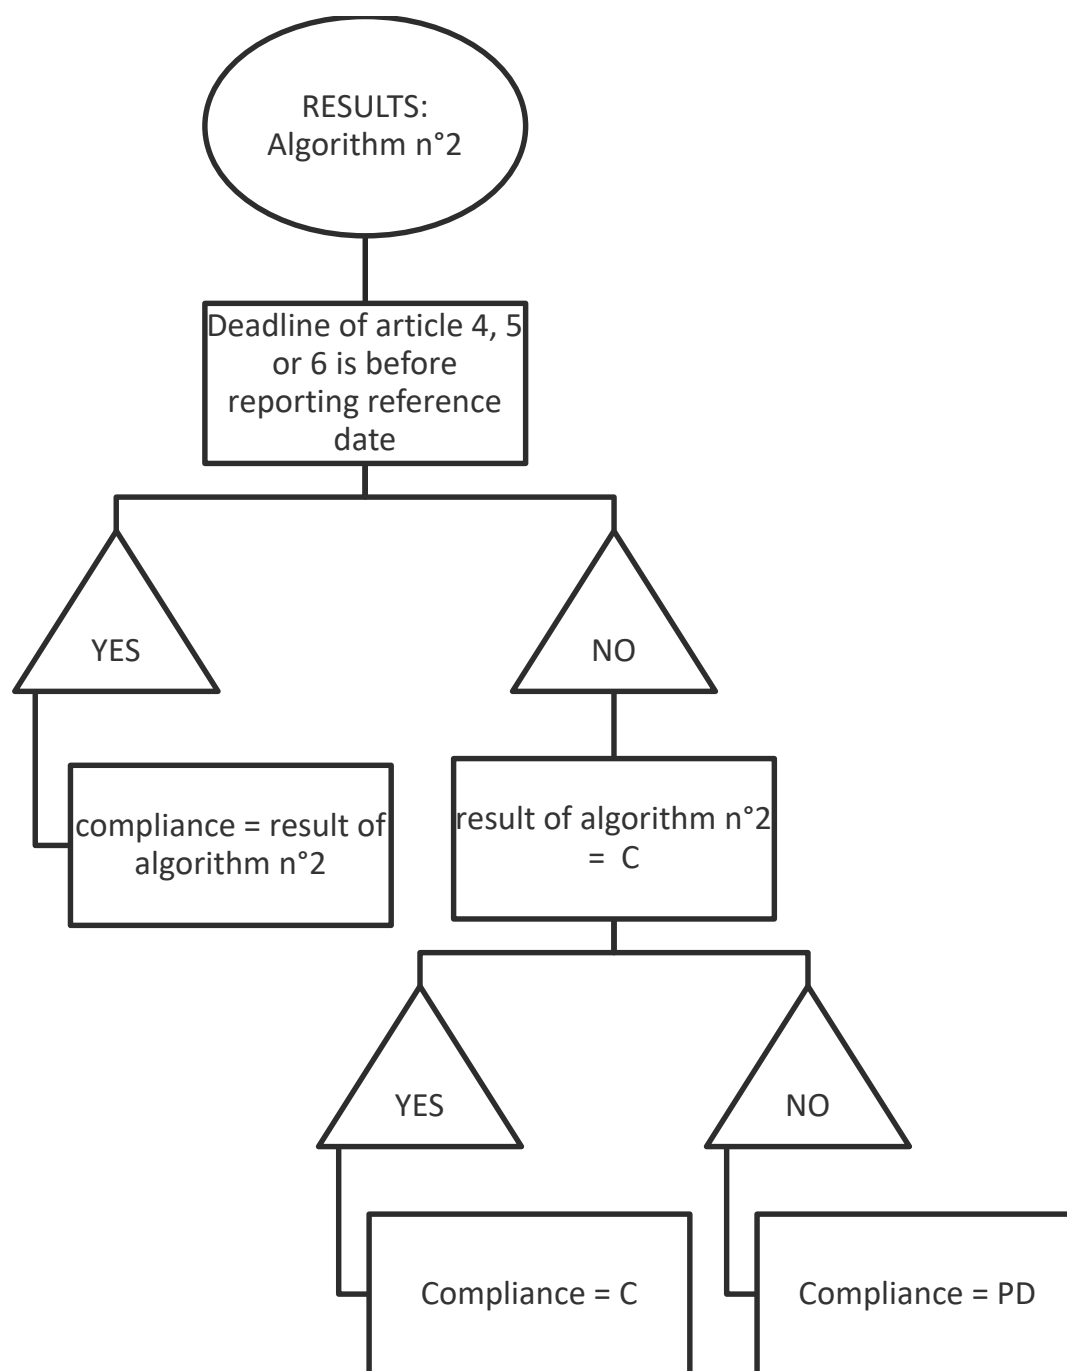 RESULTS:
Algorithm n°2
Deadline of article 4, 5
or 6 is before
reporting reference
date
YES
NO
compliance = result of
algorithm n°2
result of algorithm n°2
= C
YES
NO
Compliance = C
Compliance = PD